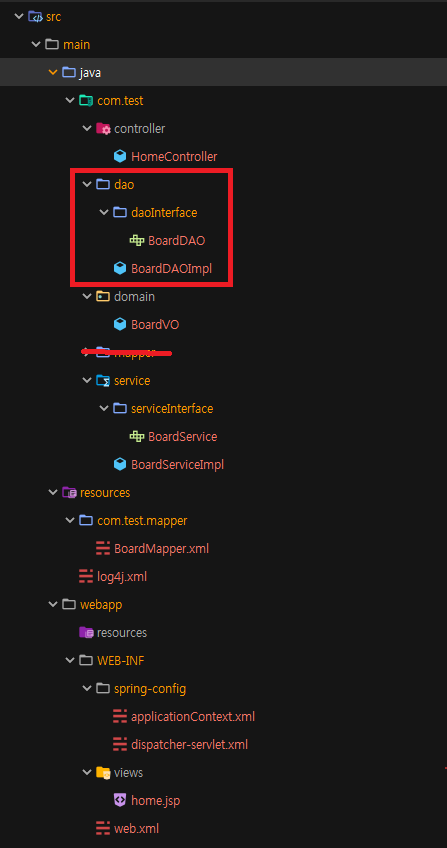 src
main
java
com.test
controller
HomeController
dao
daoInterface
BoardDAO
BoardDAOImpl
domain
BoardVO
mapper
service
serviceInterface
BoardService
BoardServiceImpl
resources
com.test.mapper
BoardMapper.xml
log4j.xml
webapp
resources
WEB-INF
spring-config
applicationContext.xml
dispatcher-servlet.xml
views
home.jsp
web.xml